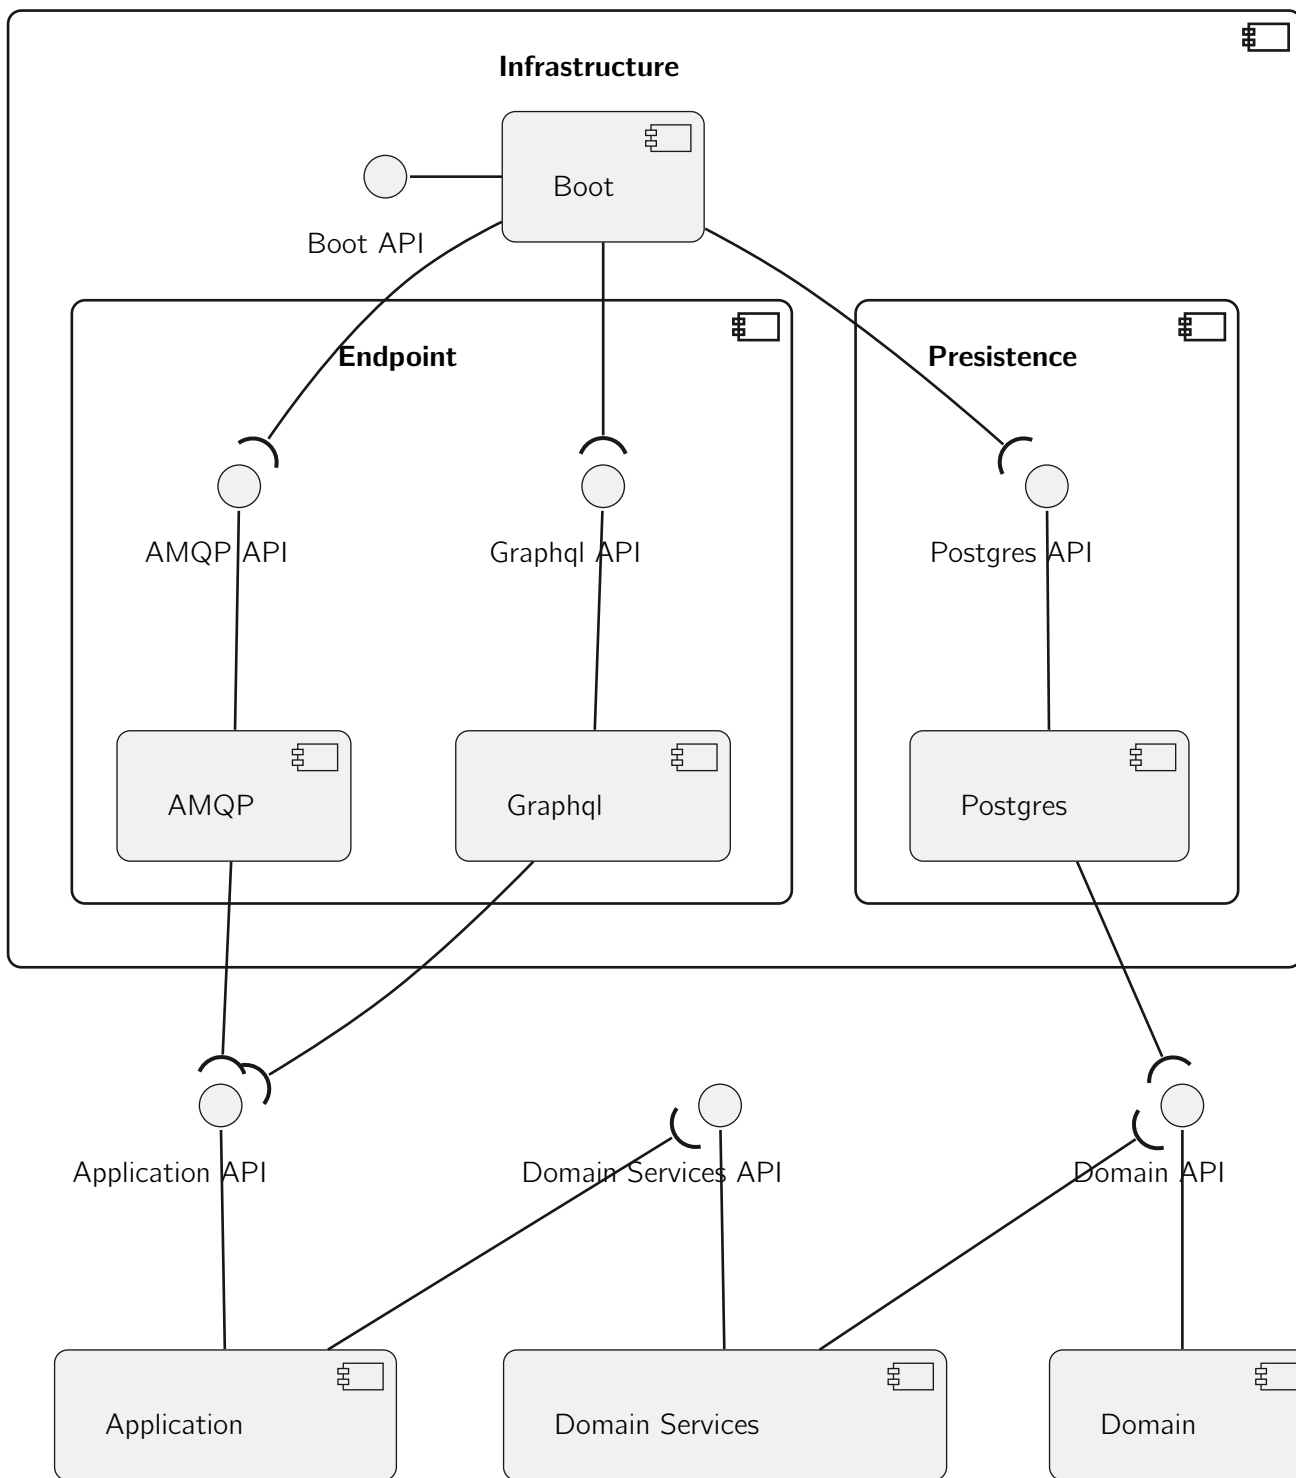 Infrastructure
Boot
Boot API
Endpoint
Presistence
AMQP API
Graphql API
Postgres API
AMQP
Graphql
Postgres
Application API
Domain Services API
Domain API
Application
Domain Services
Domain